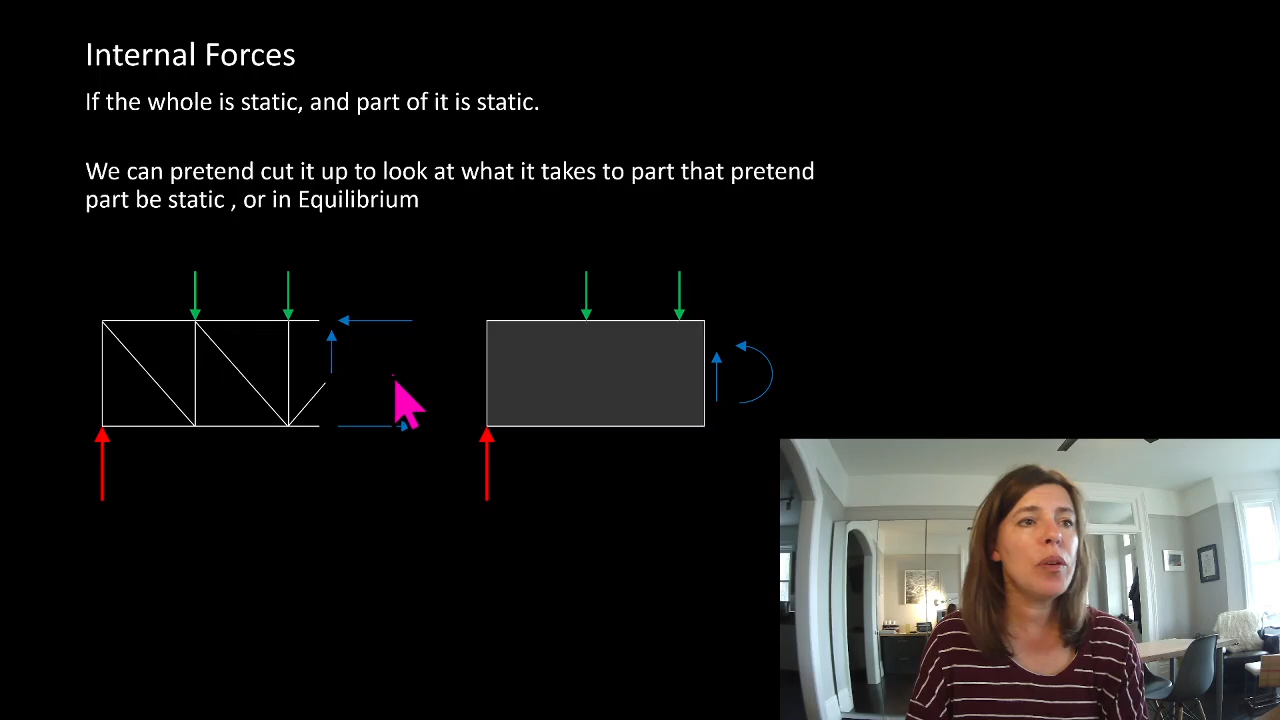 Internal Forces
If the whole is static, and part of it is static.
We can pretend cut it up to look at what it takes to part that pretend
part be static , or in Equilibrium